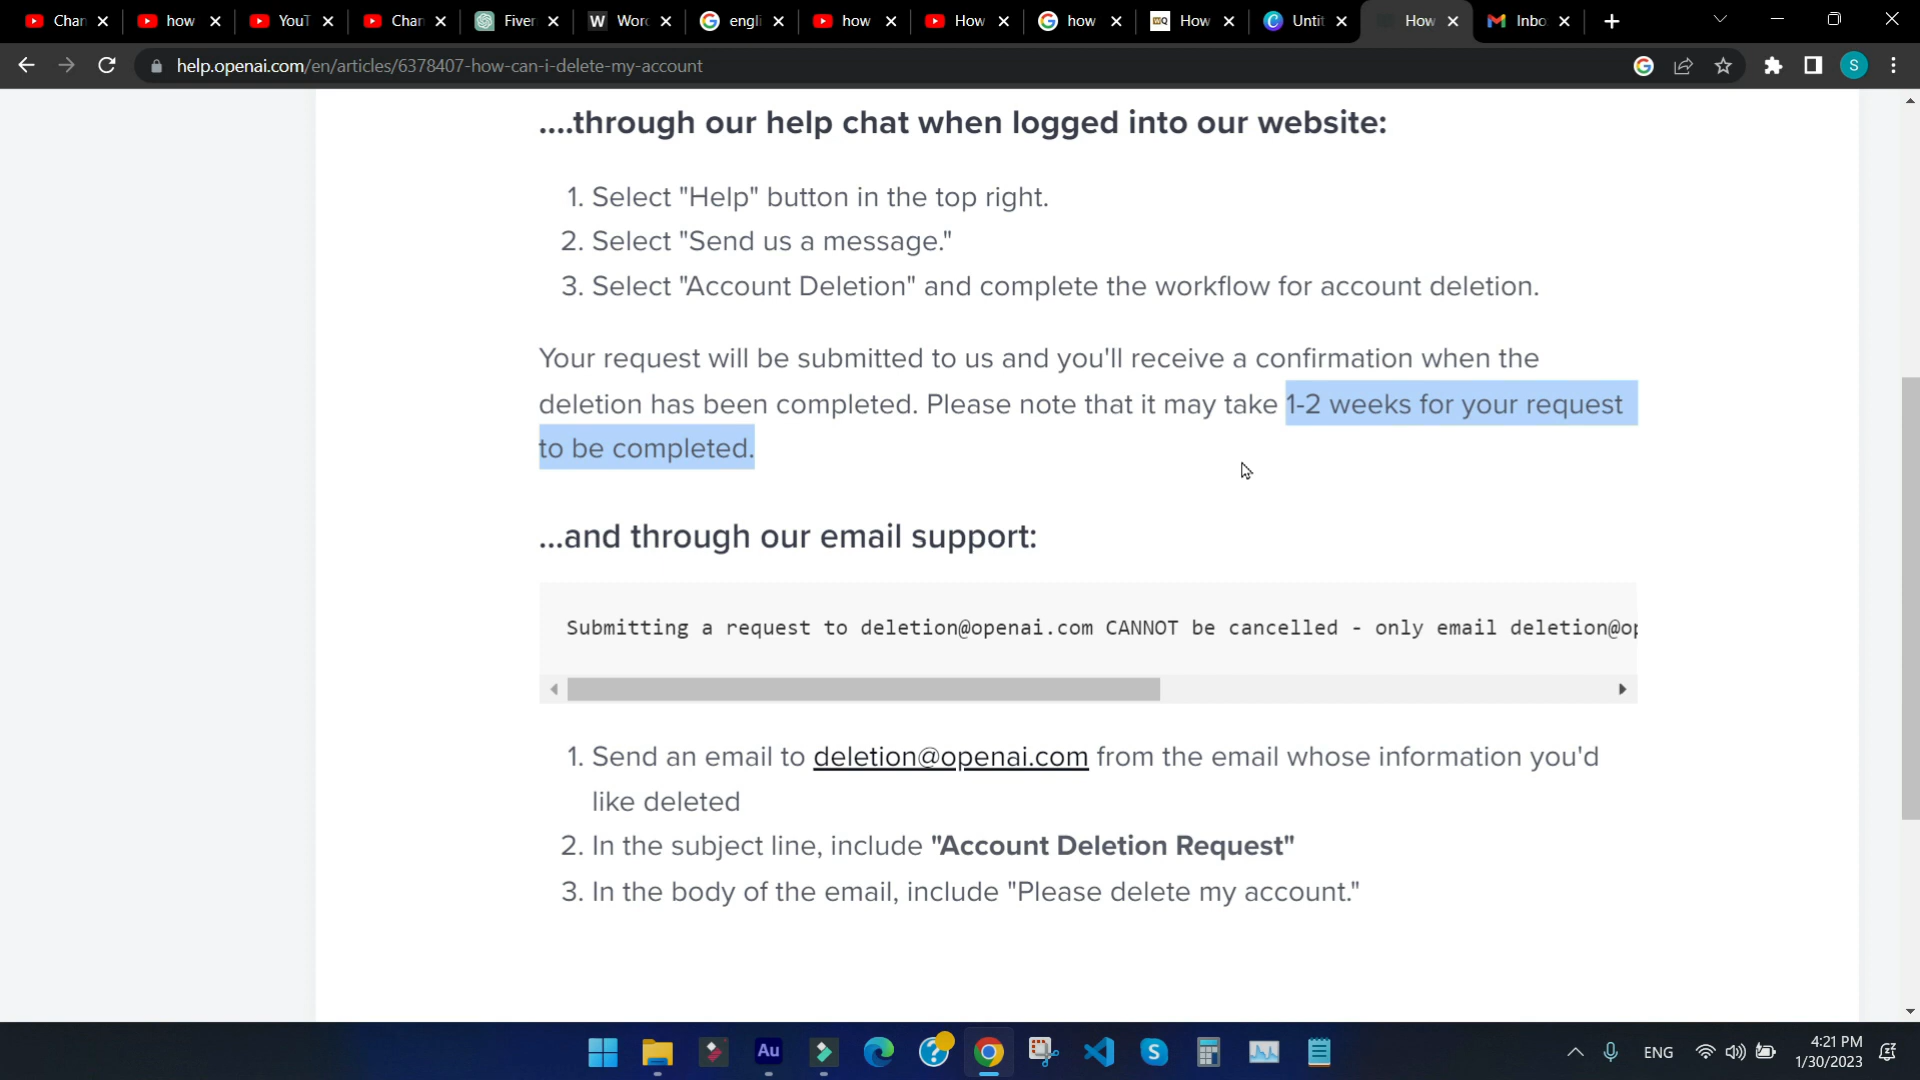 Chan
how
YouT
Chan
Fiver
Worc
engli
how
How
how
WQ
How
Untit
How
Inbo
help.openai.com/en/articles/6378407-how-can-i-delete-my-account
S
....through our help chat when logged into our website:
1. Select "Help" button in the top right.
2. Select "Send us a message."
3. Select "Account Deletion" and complete the workflow for account deletion.
Your request will be submitted to us and you'll receive a confirmation when the
deletion has been completed. Please note that it may take 1-2 weeks for your request
to be completed.
...and through our email support:
Submitting a request to deletion@openai.com CANNOT be cancelled - only email deletion@op
1. Send an email to deletion@openai.com from the email whose information you'd
like deleted
2. In the subject line, include "Account Deletion Request"
3. In the body of the email, include "Please delete my account."
Au
ENG
4:21 PM
1/30/2023